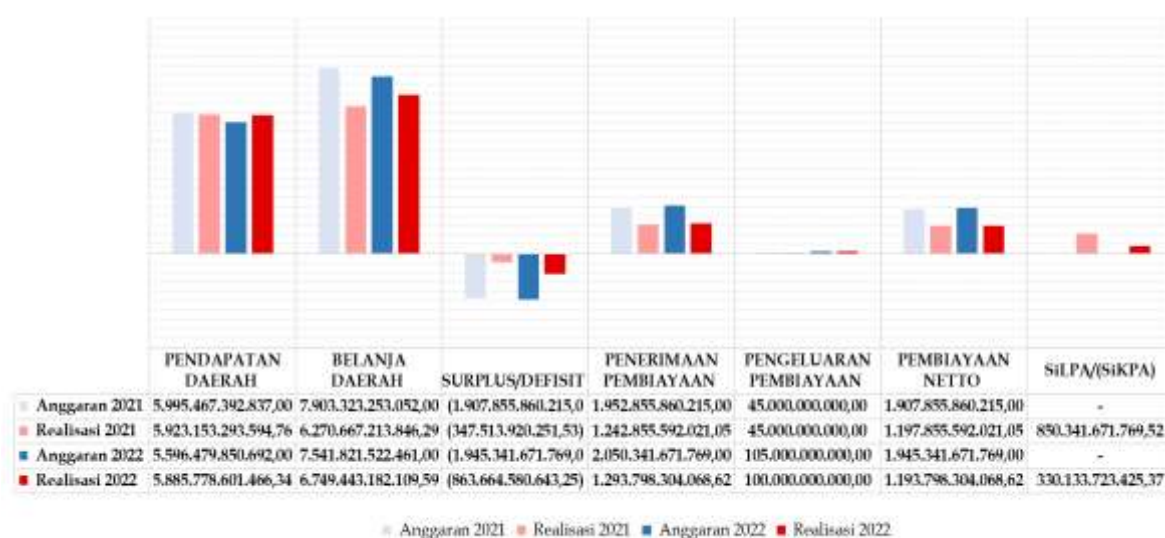 PENDAPATAN DAERAH BELANJA DAERAH SURPLUS/DEFISIT PENERIMAAN PEMBIAYAAN PENGELUARAN PEMBIAYAAN PEMBIAYAAN NETTO SiLPA/(SiKPA)
Anggaran 2021 5.995.467.392.837,00 7.903.323.253.052,00 (1.907.855.860.215,0 1.952.855.860.215,00 45.000.000.000,00 1.907.855.860.215,00 -
Realisasi 2021 5.923.153.293.594,76 6.270.667.213.846,29 (347.513.920.251,53) 1.242.855.592.021,05 45.000.000.000,00 1.197.855.592.021,05 850.341.671.769,52
Anggaran 2022 5.596.479.850.692,00 7.541.821.522.461,00 (1.945.341.671.769,0 2.050.341.671.769,00 105.000.000.000,00 1.945.341.671.769,00 -
Realisasi 2022 5.885.778.601.466,34 6.749.443.182.109,59 (863.664.580.643,25) 1.293.798.304.068,62 100.000.000.000,00 1.193.798.304.068,62 330.133.723.425,37
Anggaran 2021 Realisasi 2021 Anggaran 2022 Realisasi 2022